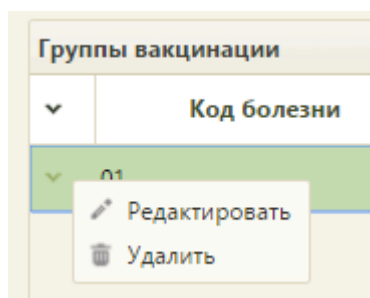 Группы вакцинации
Код болезни
01
Редактировать
Удалить